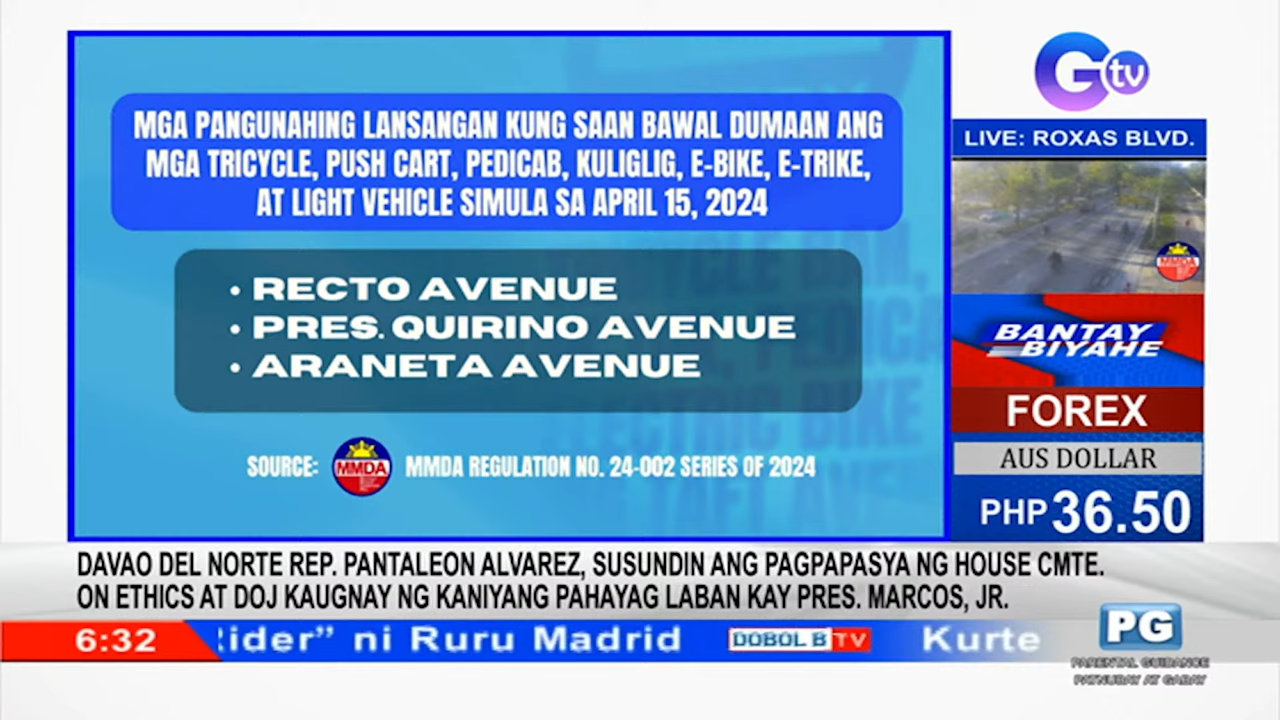 MGA PANGUNAHING LANSANGAN KUNG SAAN BAWAL DUMAAN ANG
MGA TRICYCLE, PUSH CART, PEDICAB, KULIGLIG, E-BIKE, E-TRIKE,
AT LIGHT VEHICLE SIMULA SA APRIL 15, 2024
• RECTO AVENUE
• PRES. QUIRINO AVENUE
• ARANETA AVENUE
SOURCE: MMDA MMDA REGULATION NO. 24-002 SERIES OF 2024
Gtv
LIVE: ROXAS BLVD.
MMDA
BANTAY
BIYAHE
FOREX
AUS DOLLAR
PHP 36.50
DAVAO DEL NORTE REP. PANTALEON ALVAREZ, SUSUNDIN ANG PAGPAPASYA NG HOUSE CMTE.
ON ETHICS AT DOJ KAUGNAY NG KANIYANG PAHAYAG LABAN KAY PRES. MARCOS, JR.
6:32 Rider” ni Ruru Madrid DOBOL B TV Kurte
PG
PARENTAL GUIDANCE
PATNUBAY AT GABAY